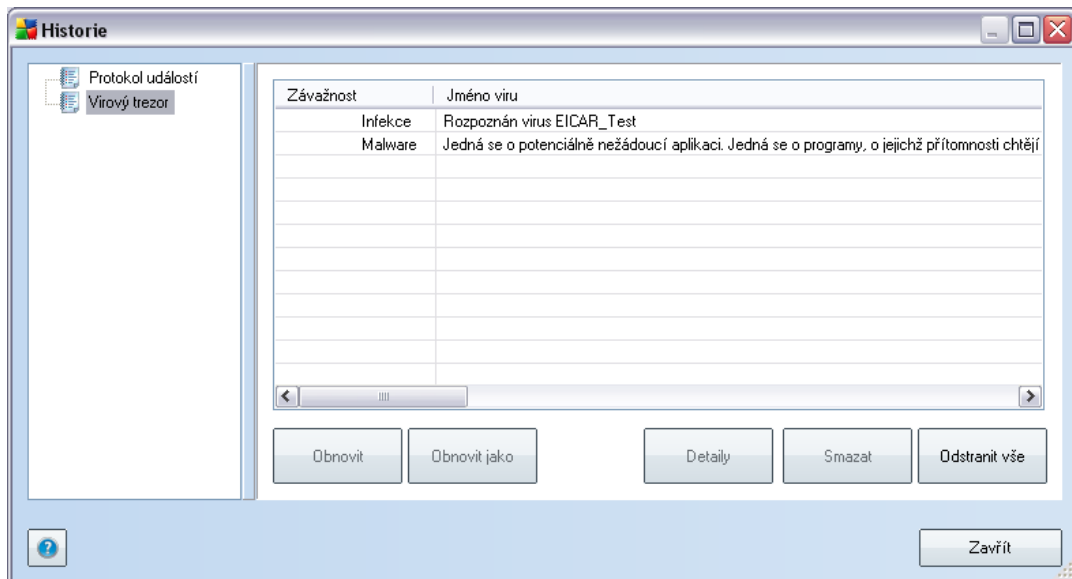 Historie
Protokol událostí
Virový trezor
Závažnost Jméno viru
Infekce Rozpoznán virus EICAR_Test
Malware Jedná se o potenciálně nežádoucí aplikaci. Jedná se o programy, o jejichž přítomnosti chtějí
Obnovit Obnovit jako Detaily Smazat Odstranit vše
? Zavřít